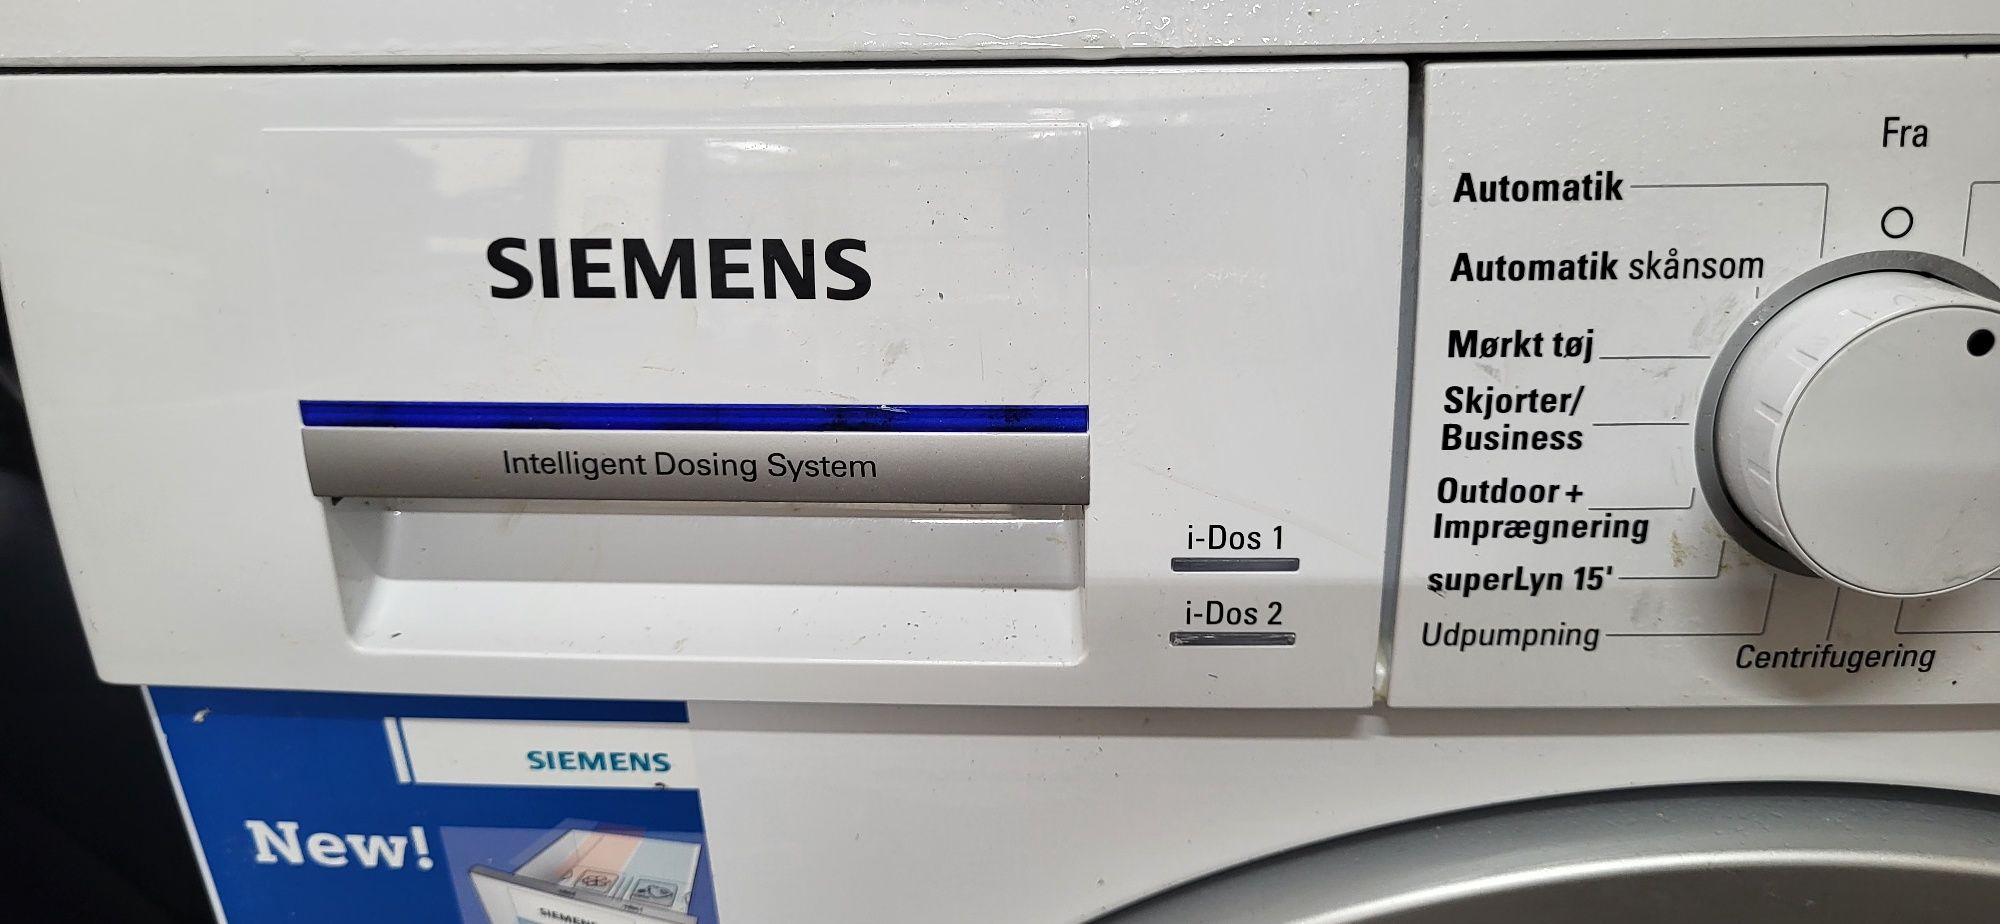 SIEMENS
Intelligent Dosing System
i-Dos 1
i-Dos 2
Fra
Automatik
Automatik skånsom
Mørkt tøj
Skjorter/
Business
Outdoor+
Imprægnering
superLyn 15'
Udpumpning
Centrifugering
SIEMENS
New!
SIEMENS